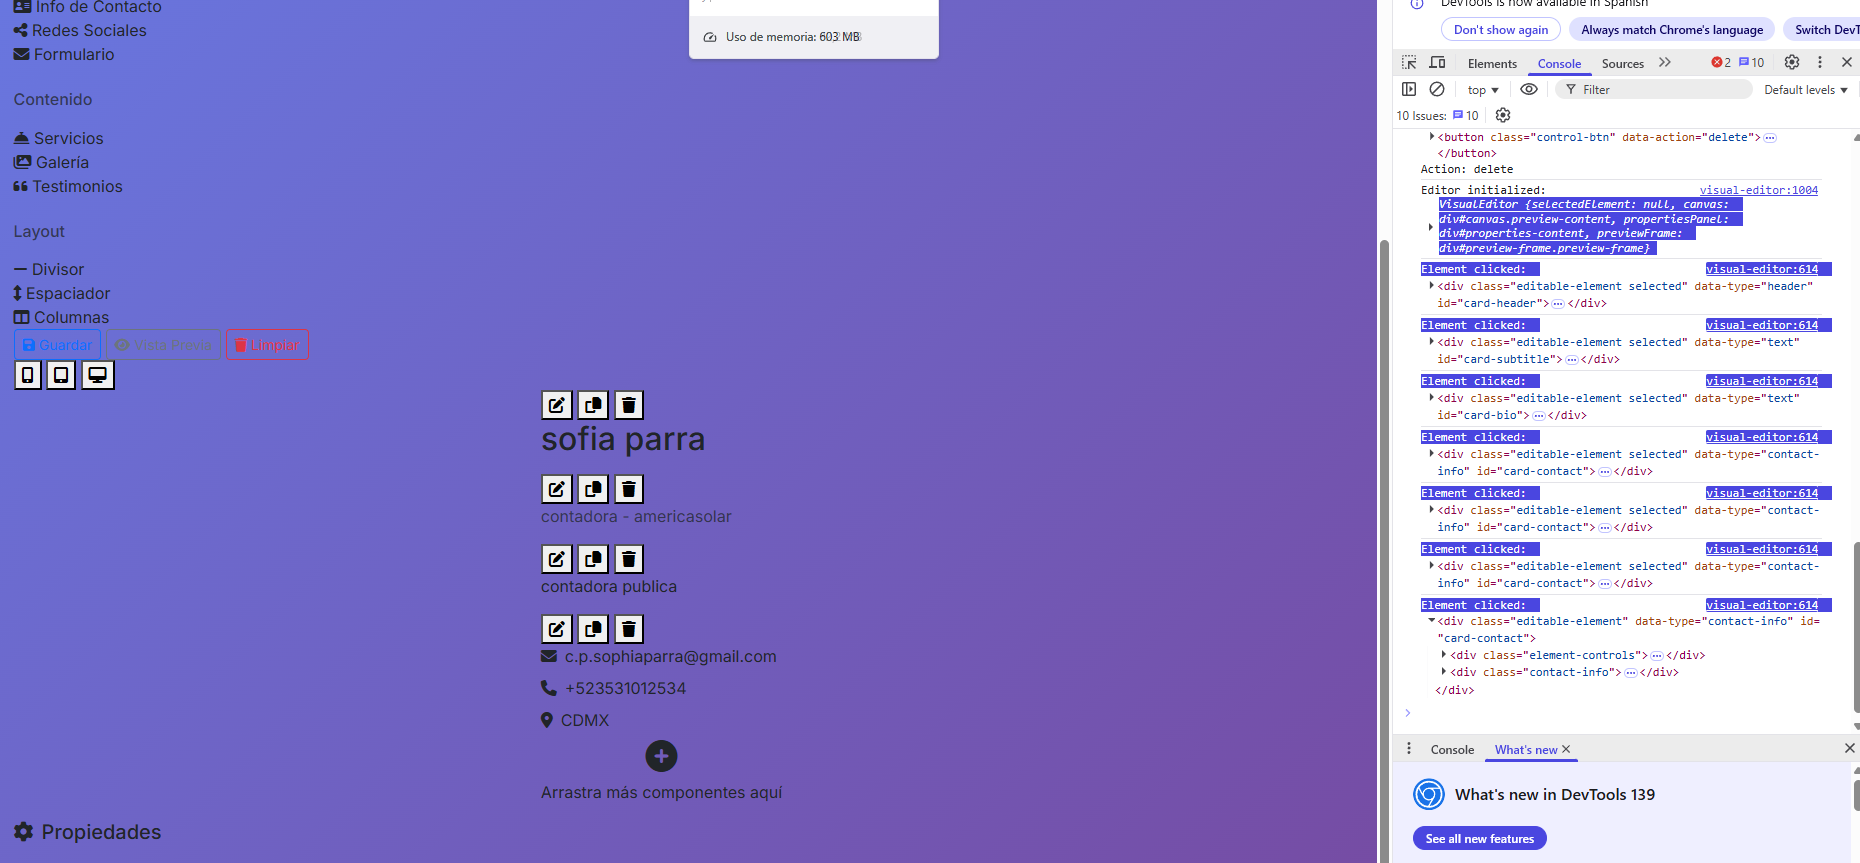 Info de Contacto
Redes Sociales
Formulario
Contenido
Servicios
Galería
Testimonios
Layout
Divisor
Espaciador
Columnas
Guardar
Vista Previa
Limpiar
sofia parra
contadora - americasolar
contadora publica
c.p.sophiaparra@gmail.com
+523531012534
CDMX
Arrastra más componentes aquí
Propiedades
Uso de memoria: 603 MB
DevTools is now available in Spanish
Don't show again
Always match Chrome's language
Switch DevT
Elements
Console
Sources
2
10
top
Filter
Default levels
10 Issues:
10
<button class="control-btn" data-action="delete">
</button>
Action: delete
Editor initialized:
visual-editor:1004
VisualEditor {selectedElement: null, canvas:
div#canvas.preview-content, propertiesPanel:
div#properties-content, previewFrame:
div#preview-frame.preview-frame}
Element clicked:
visual-editor:614
<div class="editable-element selected" data-type="header"
id="card-header"> </div>
Element clicked:
visual-editor:614
<div class="editable-element selected" data-type="text"
id="card-subtitle"> </div>
Element clicked:
visual-editor:614
<div class="editable-element selected" data-type="text"
id="card-bio"> </div>
Element clicked:
visual-editor:614
<div class="editable-element selected" data-type="contact-
info" id="card-contact"> </div>
Element clicked:
visual-editor:614
<div class="editable-element selected" data-type="contact-
info" id="card-contact"> </div>
Element clicked:
visual-editor:614
<div class="editable-element selected" data-type="contact-
info" id="card-contact"> </div>
Element clicked:
visual-editor:614
<div class="editable-element" data-type="contact-info" id=
"card-contact">
<div class="element-controls"> </div>
<div class="contact-info"> </div>
</div>
Console
What's new
What's new in DevTools 139
See all new features